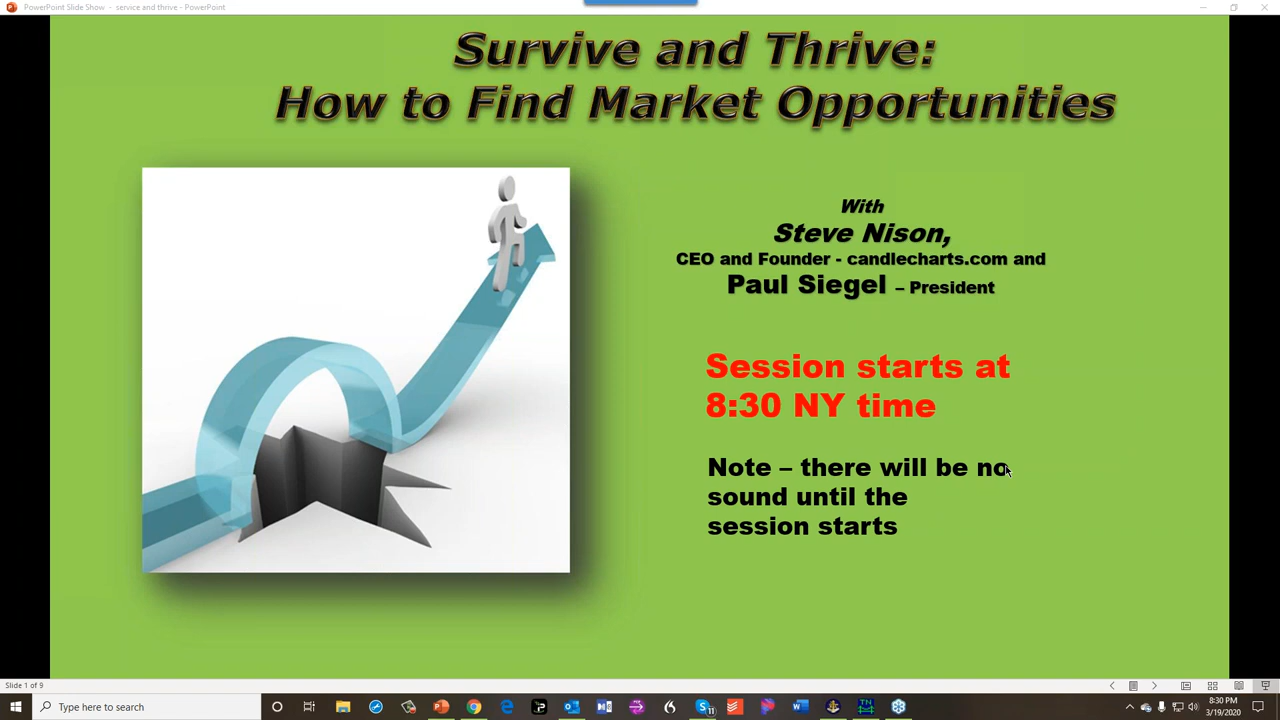 PowerPoint Slide Show - service and thrive - PowerPoint
Survive and Thrive:
How to Find Market Opportunities
With
Steve Nison,
CEO and Founder - candlecharts.com and
Paul Siegel – President
Session starts at
8:30 NY time
Note – there will be no
sound until the
session starts
Slide 1 of 9
Type here to search
11
TN
8:30 PM
3/19/2020